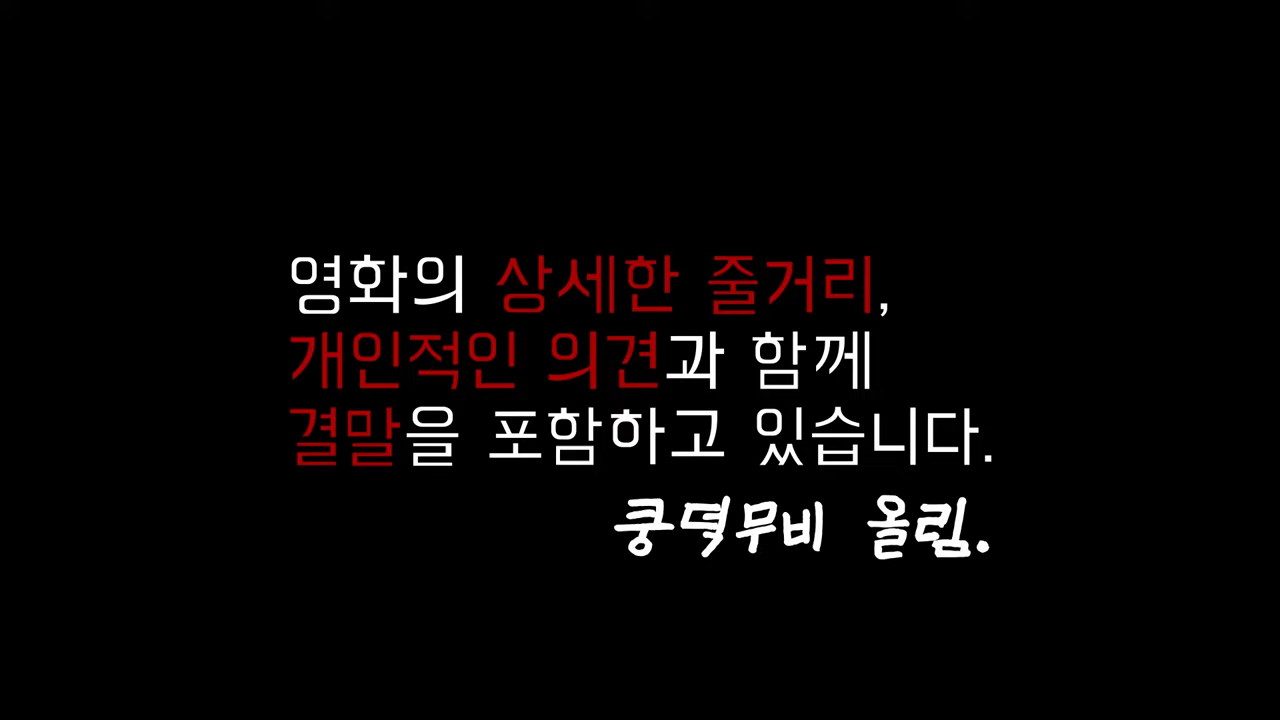 영화의 상세한 줄거리,
개인적인 의견과 함께
결말을 포함하고 있습니다.
쿵덕무비 올림.